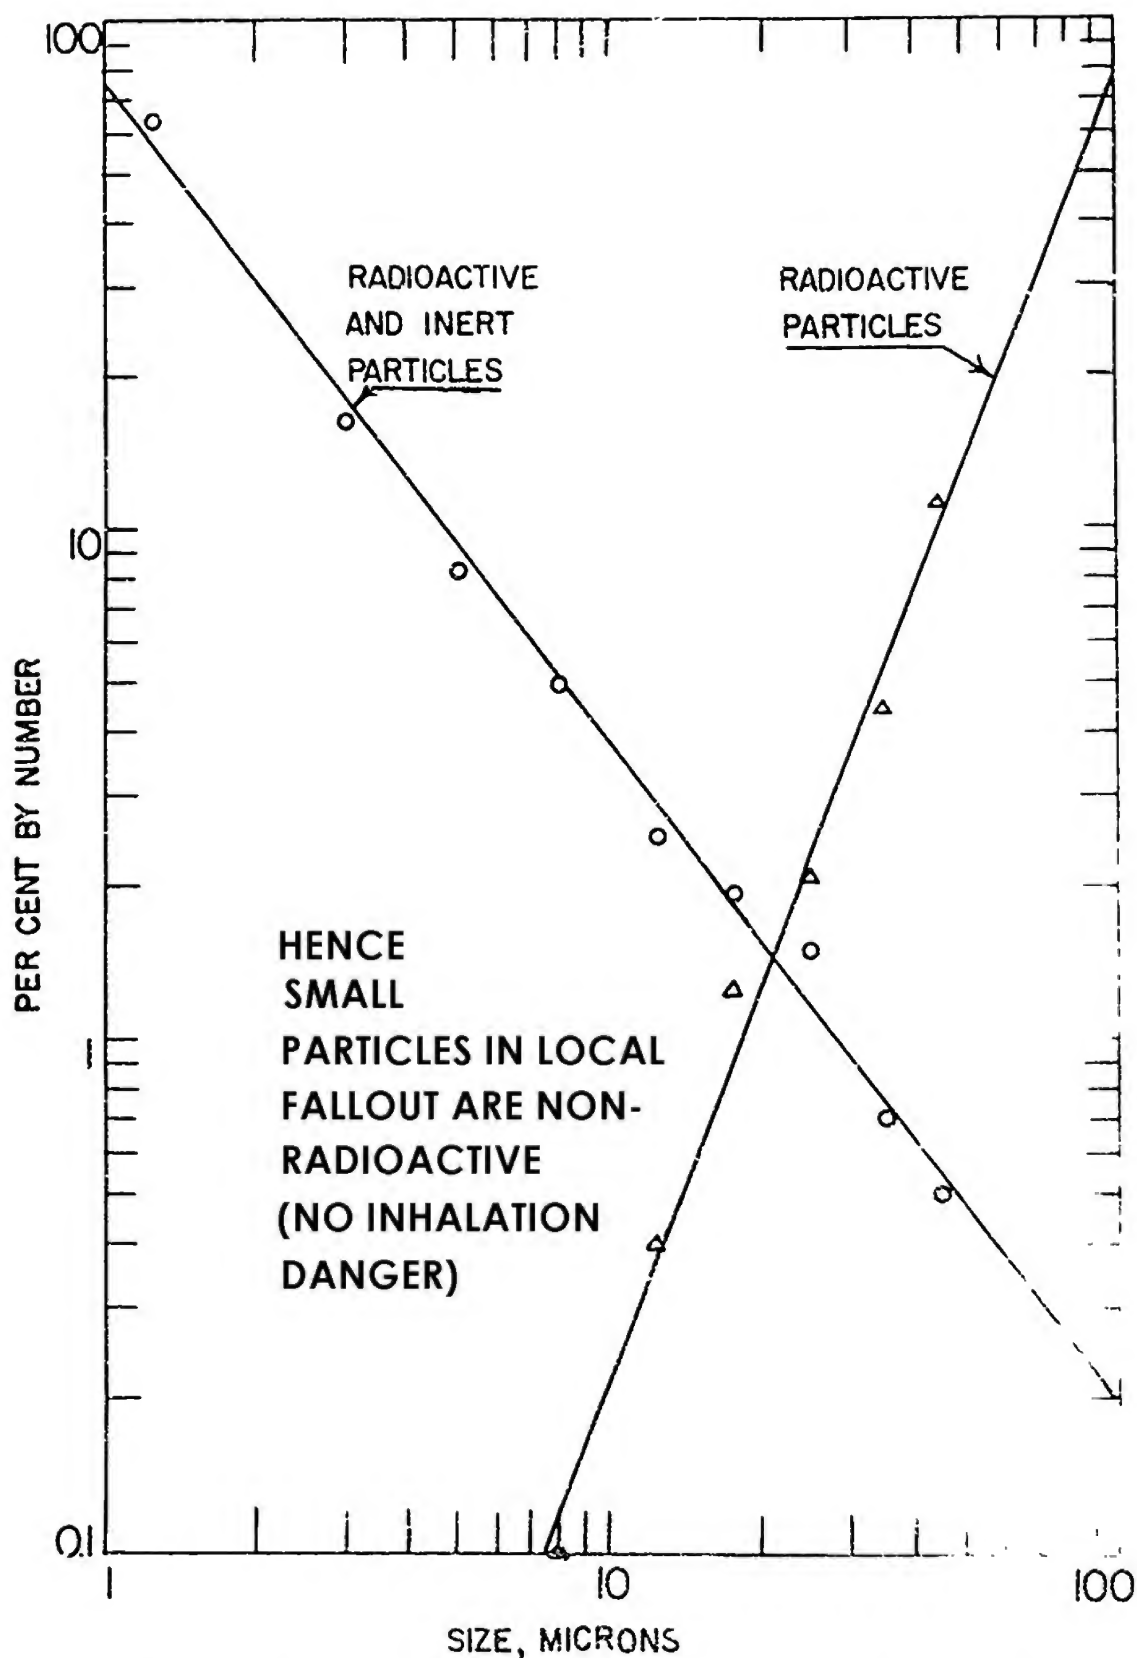 100
RADIOACTIVE
AND INERT
PARTICLES
RADIOACTIVE
PARTICLES
10
PER CENT BY NUMBER
1
HENCE
SMALL
PARTICLES IN LOCAL
FALLOUT ARE NON-
RADIOACTIVE
(NO INHALATION
DANGER)
0.1
1
10
100
SIZE, MICRONS